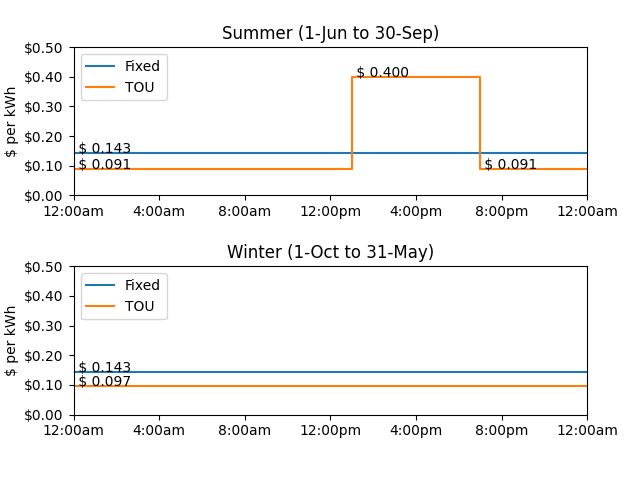 Summer (1-Jun to 30-Sep)
$ per kWh
$0.50
$0.40
$0.30
$0.20
$0.10
$0.00
Fixed
TOU
$ 0.400
$ 0.143
$ 0.091
$ 0.091
12:00am 4:00am 8:00am 12:00pm 4:00pm 8:00pm 12:00am
Winter (1-Oct to 31-May)
$ per kWh
$0.50
$0.40
$0.30
$0.20
$0.10
$0.00
Fixed
TOU
$ 0.143
$ 0.097
12:00am 4:00am 8:00am 12:00pm 4:00pm 8:00pm 12:00am